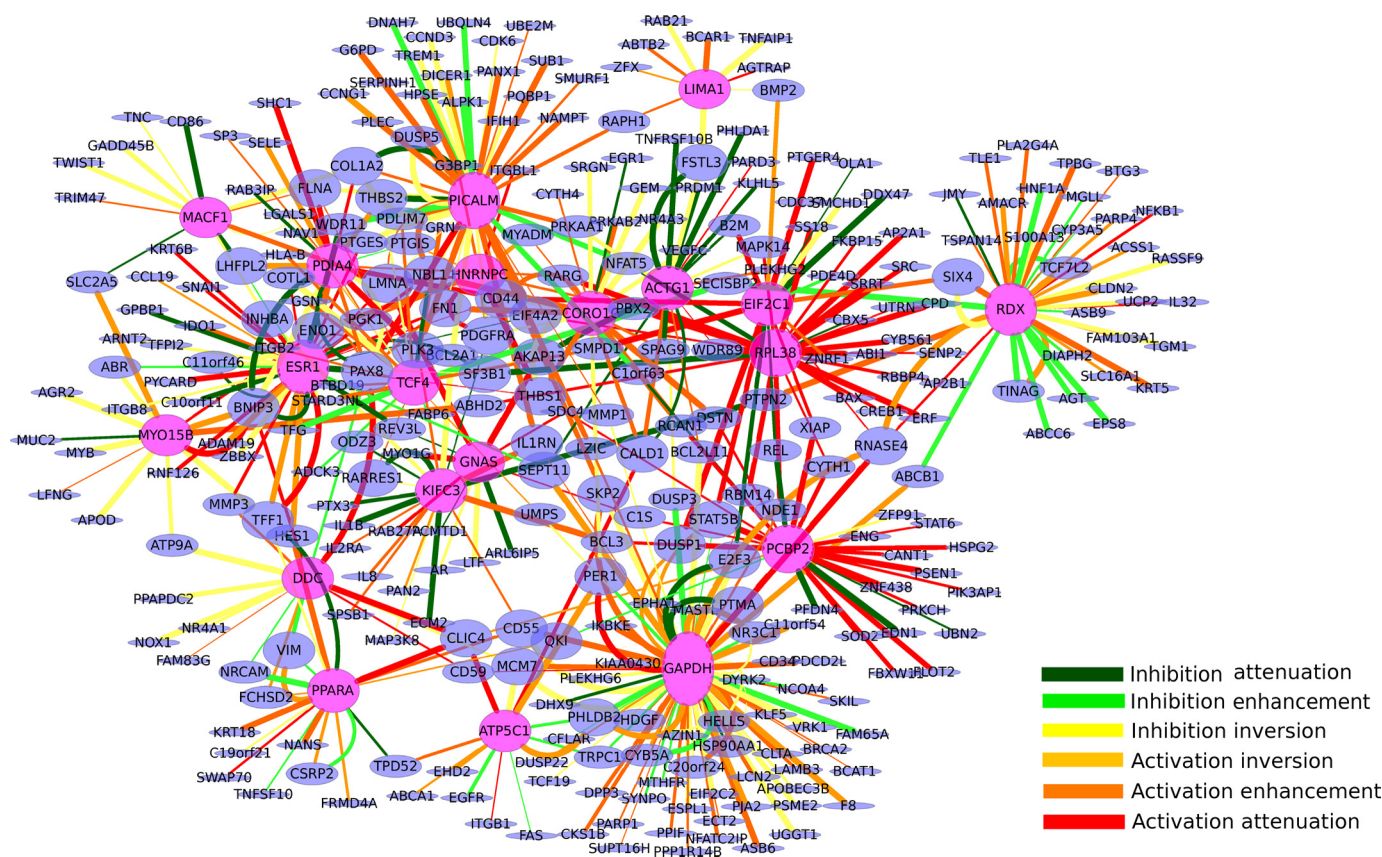 DNAH7
UBQLN4
CCND3
UBE2M
G6PD
TREM1
CDK6
SUB1
SERPINH1
DICER1
PANX1
SMURF1
CCNG1
HPSE
ALPK1
PQBP1
NAMPT
PLEC
IFIH1
DUSP5
RAPH1
COL1A2
G3BP1
ITGBL1
RAB21
BCAR1
TNFAIP1
ABTB2
ZFX
AGTRAP
LIMA1
BMP2
TNC
CD86
SHC1
GADD45B
SP3
SELE
TWIST1
TRIM47
RAB3IP
FLNA
THBS2
PICALM
MACF1
LGALS1
WDR11
PDLIM7
NAV1
PTGES
PTGIS
GRN
MYADM
CYTH4
SRGN
EGR1
TNFRSF10B
PHLDA1
FSTL3
PARD3
GEM
PRDM1
KLHL5
PRKAB2
NR4A3
PRKAA1
B2M
VEGFC
NFAT5
PTGER4
OLA1
CDC37
DDX47
SMCHD1
SS18
MAPK14
FKBP15
AP2A1
PLEKHG2
PDE4D
SRRT
SECISBP2
SRC
UTRN
CPD
SIX4
TLE1
PLA2G4A
TPBG
BTG3
JMY
AMACR
HNF1A
MGLL
PARP4
NFKB1
TSPAN14
S100A13
CYP3A5
ACSS1
TCF7L2
RASSF9
CLDN2
UCP2
IL32
ASB9
RDX
FAM103A1
TGM1
DIAPH2
SLC16A1
KRT5
TINAG
AGT
ABCC6
EPS8
KRT6B
HLA-B
LHFPL2
PDIA4
COTL1
NBL1
HNRNPC
RARG
ACTG1
EIF2C1
SLC2A5
CCL19
SNAI1
LMNA
CD44
FN1
GSN
CORO1C
PBX2
EIF4A2
GPBP1
INHBA
IDO1
ENO1
PGK1
PDGFRA
CBX5
CYB561
ARNT2
TFPI2
ITGB2
PLK3
BCL2A1
AKAP13
SMPD1
SPAG9
WDR89
RPL38
ZNRF1
ABI1
SENP2
ABR
C11orf46
ESR1
PAX8
SF3B1
C1orf63
RBBP4
AP2B1
PYCARD
BTBD19
TCF4
AGR2
C10orf11
STARD3NL
THBS1
PTPN2
BAX
ITGB8
BNIP3
FABP6
ABHD2
SDC4
MMP1
DSTN
CREB1
ERF
TFG
REV3L
RCAN1
XIAP
MUC2
MYO15B
ADAM19
ODZ3
IL1RN
LZIC
MYB
ZBBX
MYO1G
CALD1
BCL2L11
REL
RNASE4
RNF126
ADCK3
GNAS
SEPT11
CYTH1
ABCB1
LFNG
RARRES1
KIFC3
SKP2
DUSP3
RBM14
MMP3
PTX3
UMPS
C1S
STAT5B
NDE1
ZFP91
STAT6
APOD
TFF1
IL1B
HES1
RAB27A
ACMTD1
ENG
HSPG2
ATP9A
IL2RA
ARL6IP5
BCL3
DUSP1
PCBP2
CANT1
E2F3
PSEN1
DDC
IL8
AR
LTF
PER1
PIK3AP1
PPAPDC2
PAN2
ZNF438
PRKCH
SPSB1
ECM2
EPHA1
MASTL
PTMA
PFDN4
NR4A1
CLIC4
CD55
IKBKE
NR3C1
C11orf54
EDN1
UBN2
NOX1
MAP3K8
QKI
SOD2
FAM83G
VIM
CD59
MCM7
KIAA0430
GAPDH
CD34
PDCD2L
FLOT2
FBXW11
NRCAM
PLEKHG6
DYRK2
FCHSD2
PPARA
NCOA4
SKIL
DHX9
KLF5
KRT18
PHLDB2
HDGF
HELLS
VRK1
FAM65A
ATP5C1
CFLAR
AZIN1
C19orf21
NANS
HSP90AA1
BRCA2
TPD52
DUSP22
TRPC1
CYB5A
CLTA
SWAP70
CSRP2
EHD2
TCF19
C20orf24
LAMB3
BCAT1
MTHFR
LCN2
APOBEC3B
TNFSF10
ABCA1
EGFR
DPP3
EIF2C2
FRMD4A
SYNPO
PJA2
PSME2
F8
ESPL1
ITGB1
PARP1
ECT2
UGGT1
FAS
CKS1B
PPIF
NFATC2IP
SUPT16H
PPP1R14B
ASB6
Inhibition attenuation
Inhibition enhancement
Inhibition inversion
Activation inversion
Activation enhancement
Activation attenuation